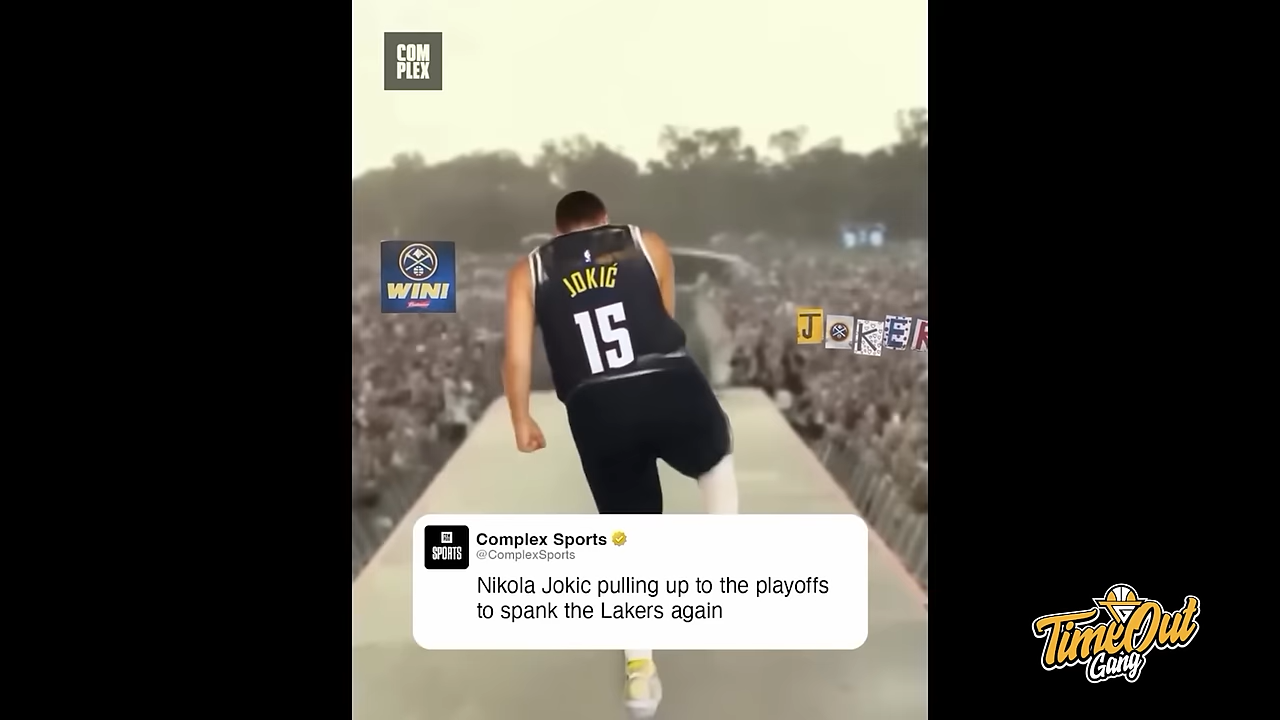 COM
PLEX
WIN!
JOKIĆ
15
JOKER
SPORTS
Complex Sports
@ComplexSports
Nikola Jokic pulling up to the playoffs
to spank the Lakers again
TimeOut
Gang